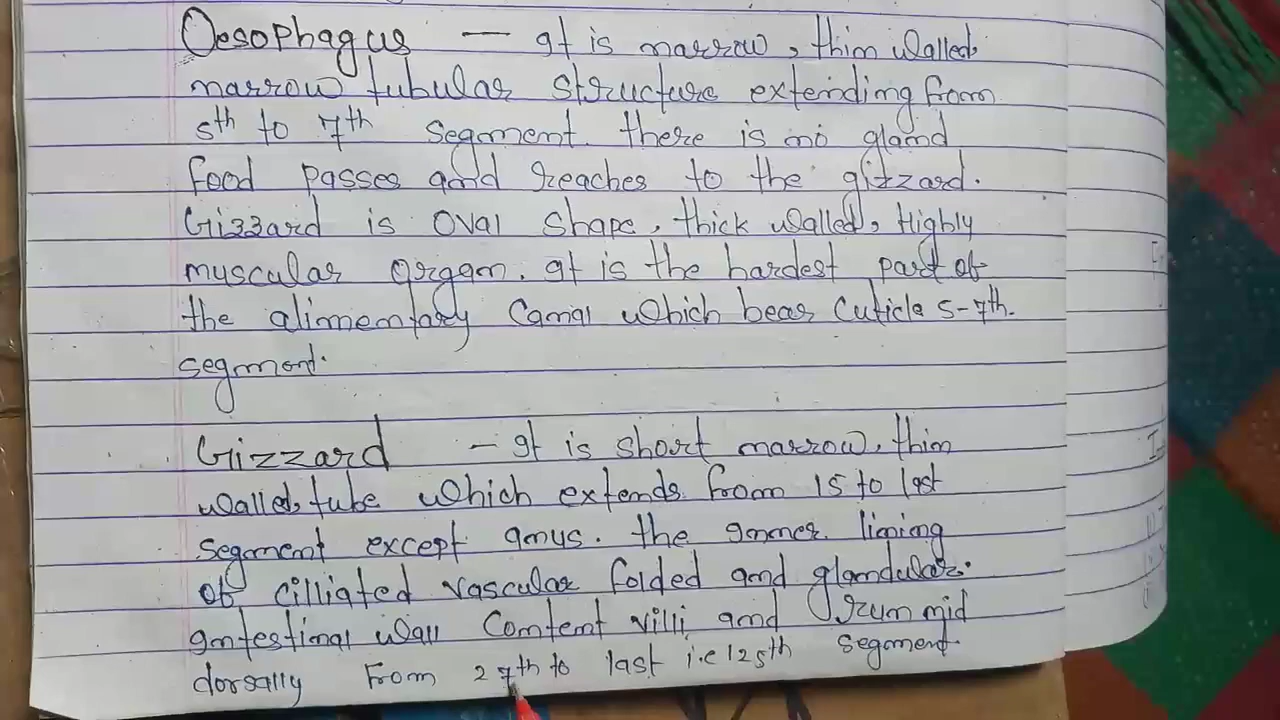 Oesophagus — It is narrow, thin walled
narrow tubular structure extending from
5th to 7th segment. there is no gland
food passes and reaches to the gizzard.
Gizzard is oval shape, thick walled, Highly
muscular organ. It is the hardest part of
the alimentary Canal which bear Cuticle 5-7th.
segment.
Gizzard - It is short narrow, thin
walled, tube which extends from 15 to last
segment except anus. the Inner lining
of cilliated vascular folded and glandular.
Intestinal wall Content villi and run mid
dorsally from 27th to last i.e 125th segment